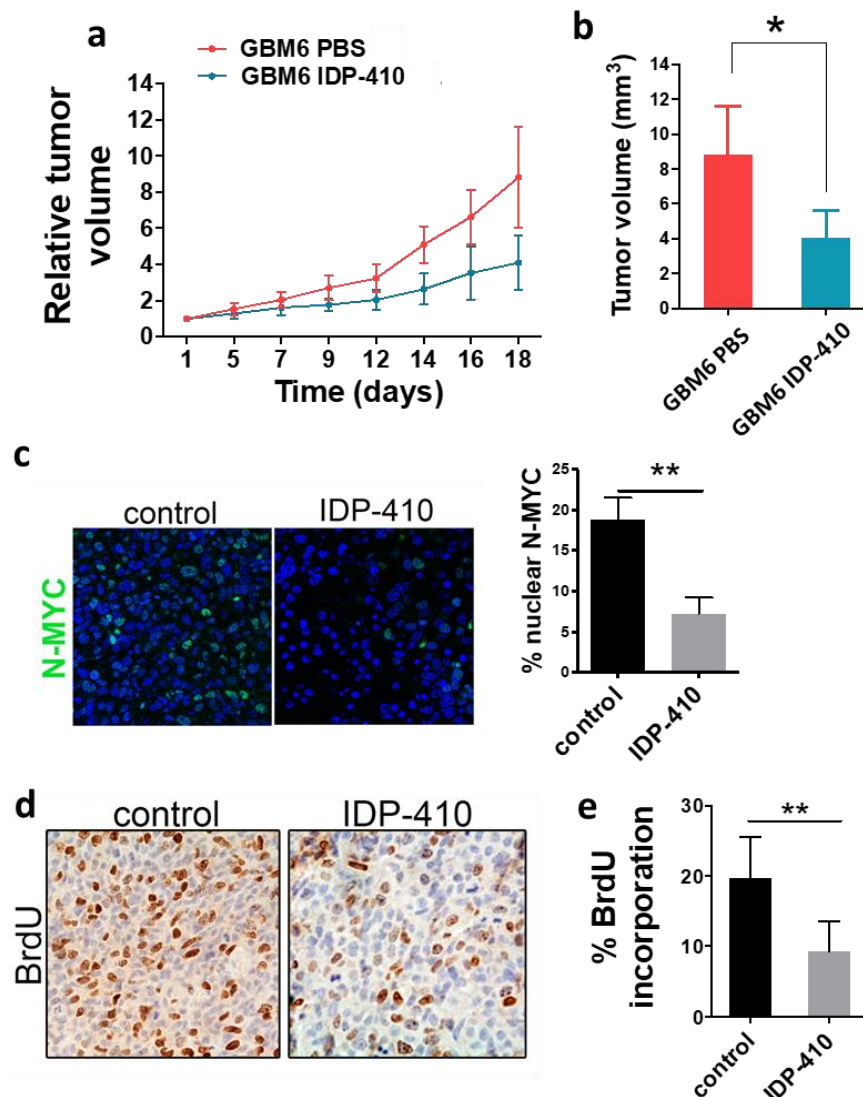 a
GBM6 PBS
GBM6 IDP-410
Relative tumor
volume
14
12
10
8
6
4
2
0
1 5 7 9 12 14 16 18
Time (days)
b
*
Tumor volume (mm³)
14
12
10
8
6
4
2
0
GBM6 PBS
GBM6 IDP-410
c
control IDP-410
N-MYC
% nuclear N-MYC
25
20
15
10
5
0
**
control
IDP-410
d
control IDP-410
BrdU
e
% BrdU
incorporation
30
20
10
0
**
control
IDP-410